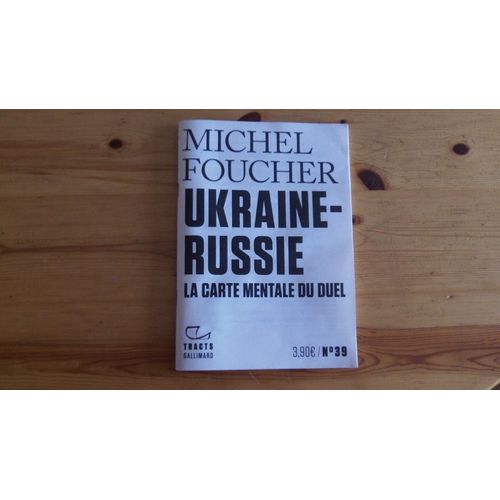 MICHEL
FOUCHER
UKRAINE-
RUSSIE
LA CARTE MENTALE DU DUEL
TRACTS
GALLIMARD
3,90€ / N°39